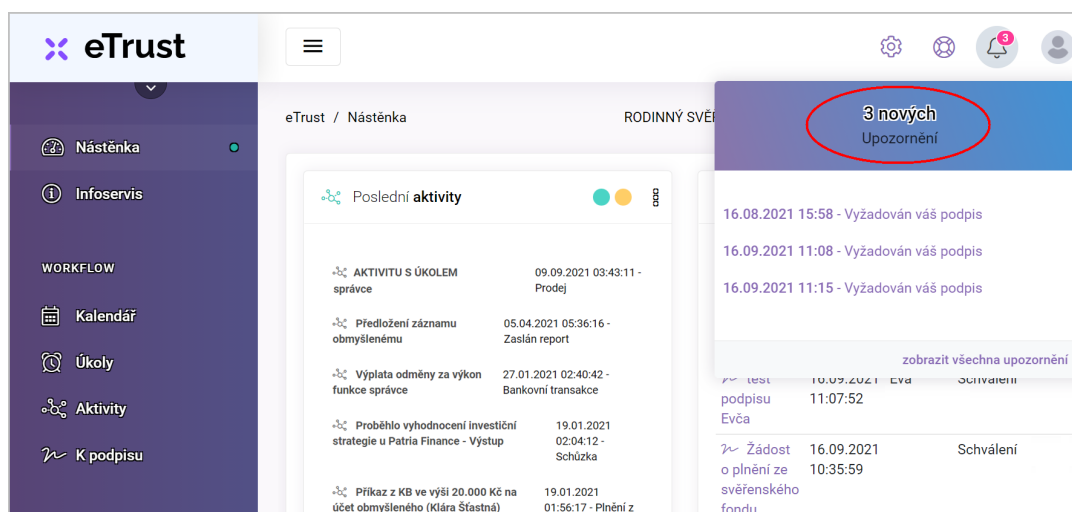 eTrust
3
eTrust / Nástěnka
RODINNÝ
3 nových
Upozornění
Nástěnka
Infoservis
WORKFLOW
Kalendář
Úkoly
Aktivity
K podpisu
Poslední aktivity
AKTIVITU S ÚKOLEM
správce
09.09.2021 03:43:11 -
Prodej
Předložení záznamu
obmyšlenému
05.04.2021 05:36:16 -
Zaslán report
Výplata odměny za výkon
funkce správce
27.01.2021 02:40:42 -
Bankovní transakce
Proběhlo vyhodnocení investiční
strategie u Patria Finance - Výstup
19.01.2021
02:04:12 -
Schůzka
Příkaz z KB ve výši 20.000 Kč na
účet obmyšleného (Klára Šťastná)
19.01.2021
01:56:17 - Plnění z
16.08.2021 15:58 - Vyžadován váš podpis
16.09.2021 11:08 - Vyžadován váš podpis
16.09.2021 11:15 - Vyžadován váš podpis
zobrazit všechna upozornění
test
podpisu
Evča
16.09.2021
11:07:52
Eva
Schválení
Žádost
o plnění ze
svěřenského
fondu
16.09.2021
10:35:59
Schválení